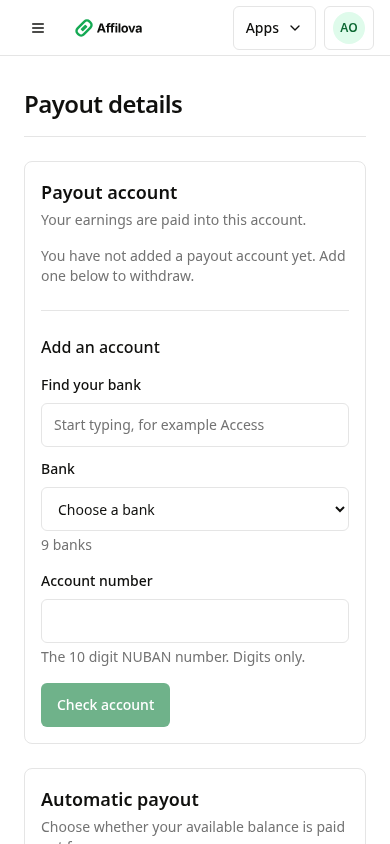 Affilova
Apps
AO
Payout details
Payout account
Your earnings are paid into this account.
You have not added a payout account yet. Add
one below to withdraw.
Add an account
Find your bank
Start typing, for example Access
Bank
Choose a bank
9 banks
Account number
The 10 digit NUBAN number. Digits only.
Check account
Automatic payout
Choose whether your available balance is paid